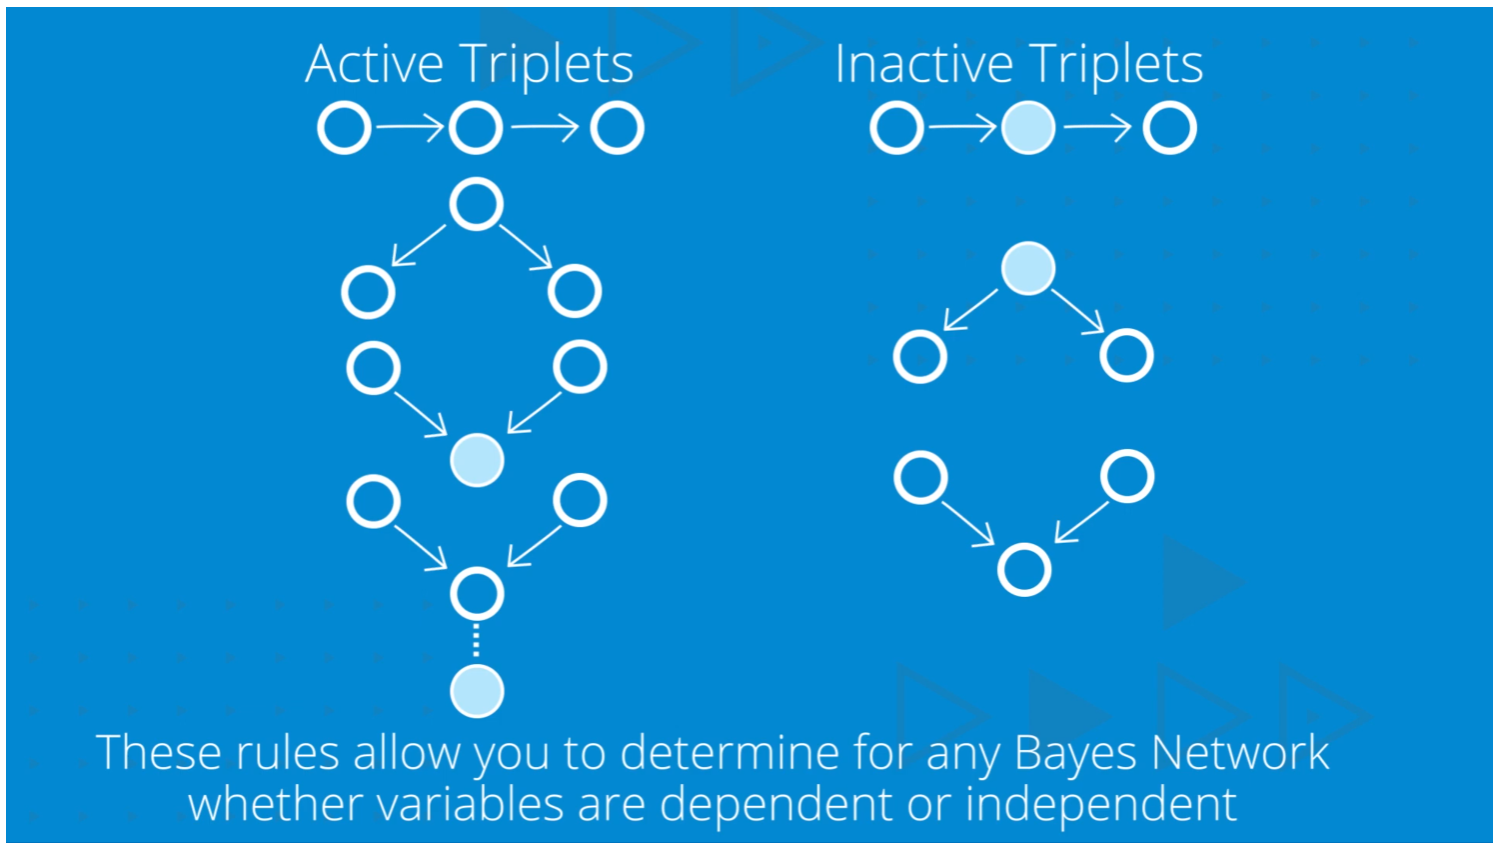 Active Triplets
Inactive Triplets
These rules allow you to determine for any Bayes Network
whether variables are dependent or independent